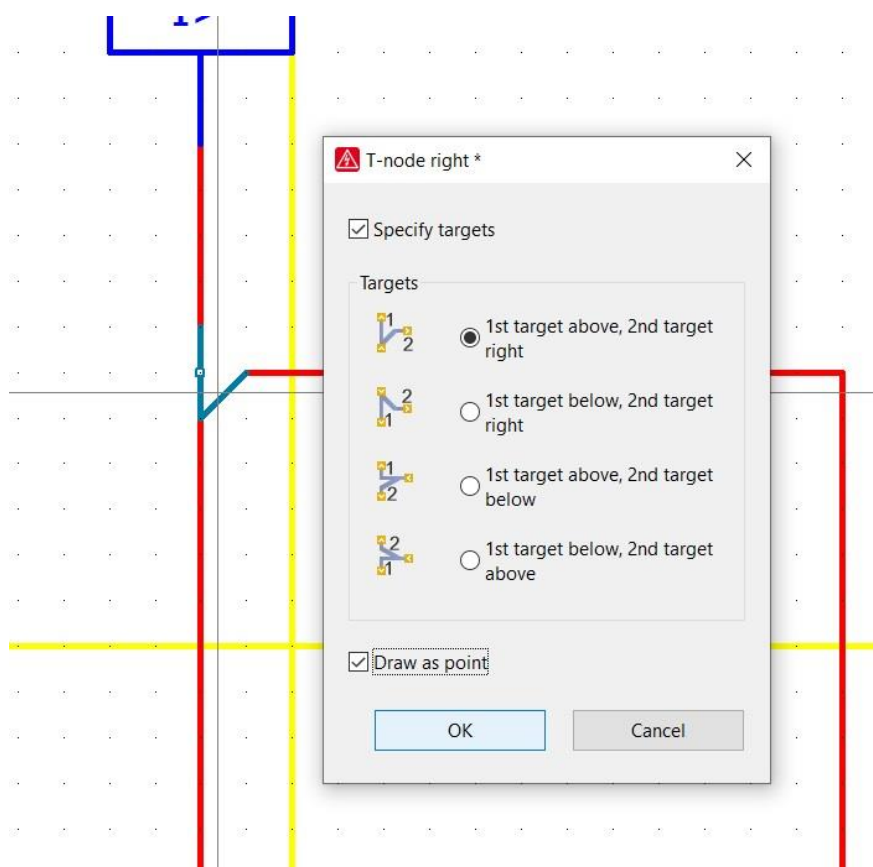 T-node right *
Specify targets
Targets
1
2
1st target above, 2nd target
right
2
1
1st target below, 2nd target
right
1
2
1st target above, 2nd target
below
2
1
1st target below, 2nd target
above
Draw as point
OK
Cancel